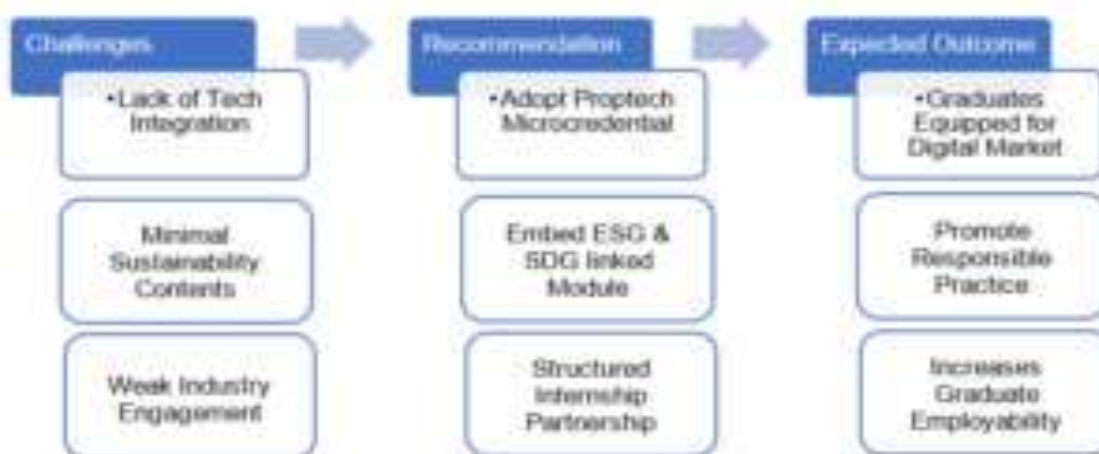 Challenges
•Lack of Tech
Integration
Minimal
Sustainability
Contents
Weak Industry
Engagement
Recommendation
•Adopt Proptech
Microcredential
Embed ESG &
SDG linked
Module
Structured
Internship
Partnership
Expected Outcome
•Graduates
Equipped for
Digital Market
Promote
Responsible
Practice
Increases
Graduate
Employability